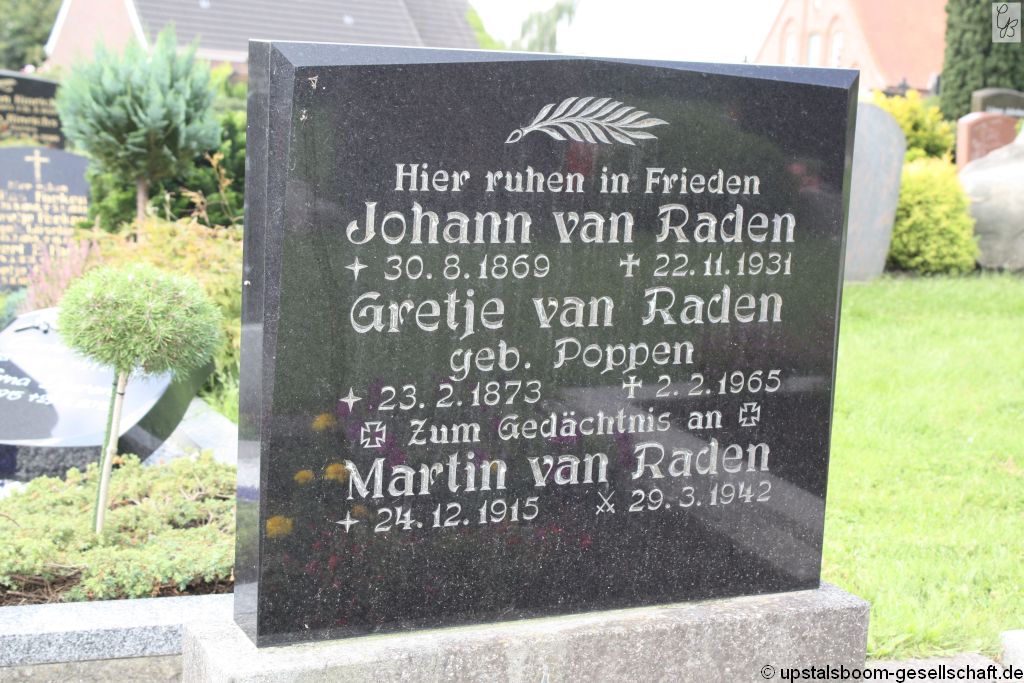 Hier ruhen in Frieden
Johann van Raden
30. 8. 1869 † 22. 11. 1931
Gretje van Raden
geb. Poppen
23. 2. 1873 † 2. 2. 1965
Zum Gedächtnis an
Martin van Raden
24. 12. 1915 ⚔ 29. 3. 1942
© upstalsboom-gesellschaft.de